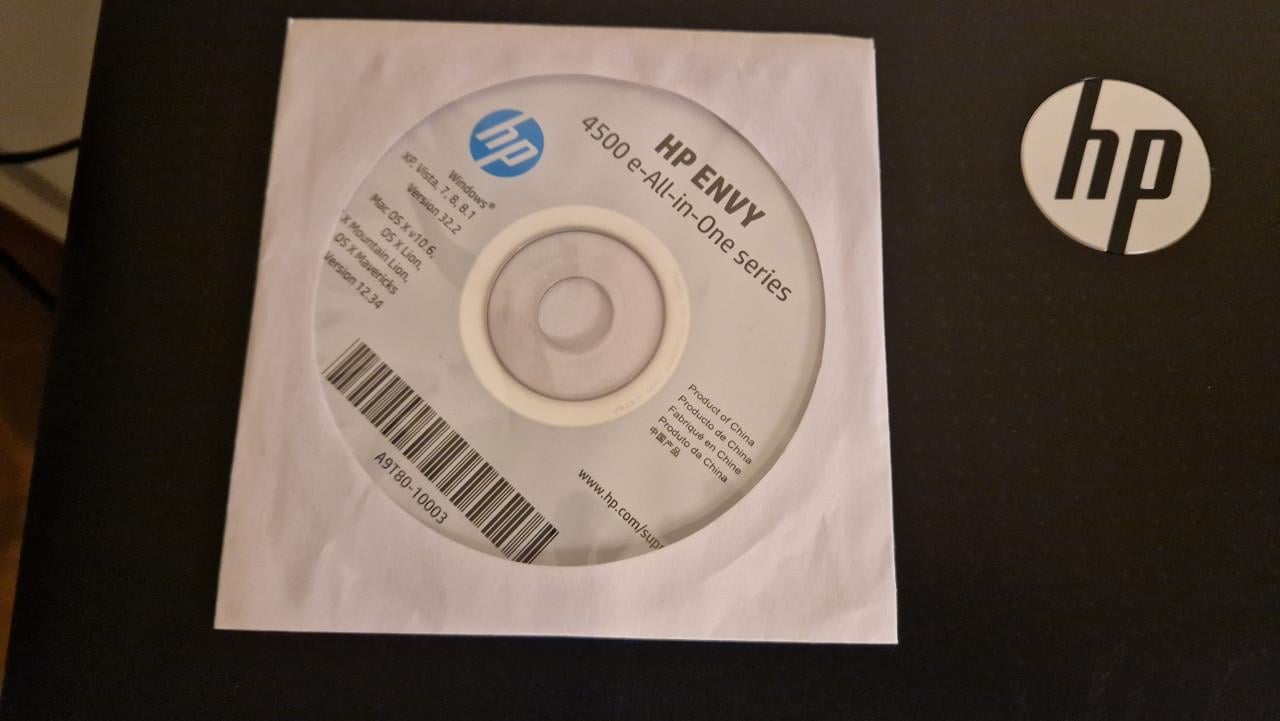 hp
HP ENVY
4500 e-All-in-One series
Windows®
XP, Vista, 7, 8, 8.1
Version 32.2
Mac OS X v10.6,
OS X Lion,
X Mountain Lion,
OS X Mavericks
Version 12.34
A9T80-10003
Product of China
Producto de China
Fabriqué en Chine
Produto da China
中国产品
www.hp.com/supp
hp